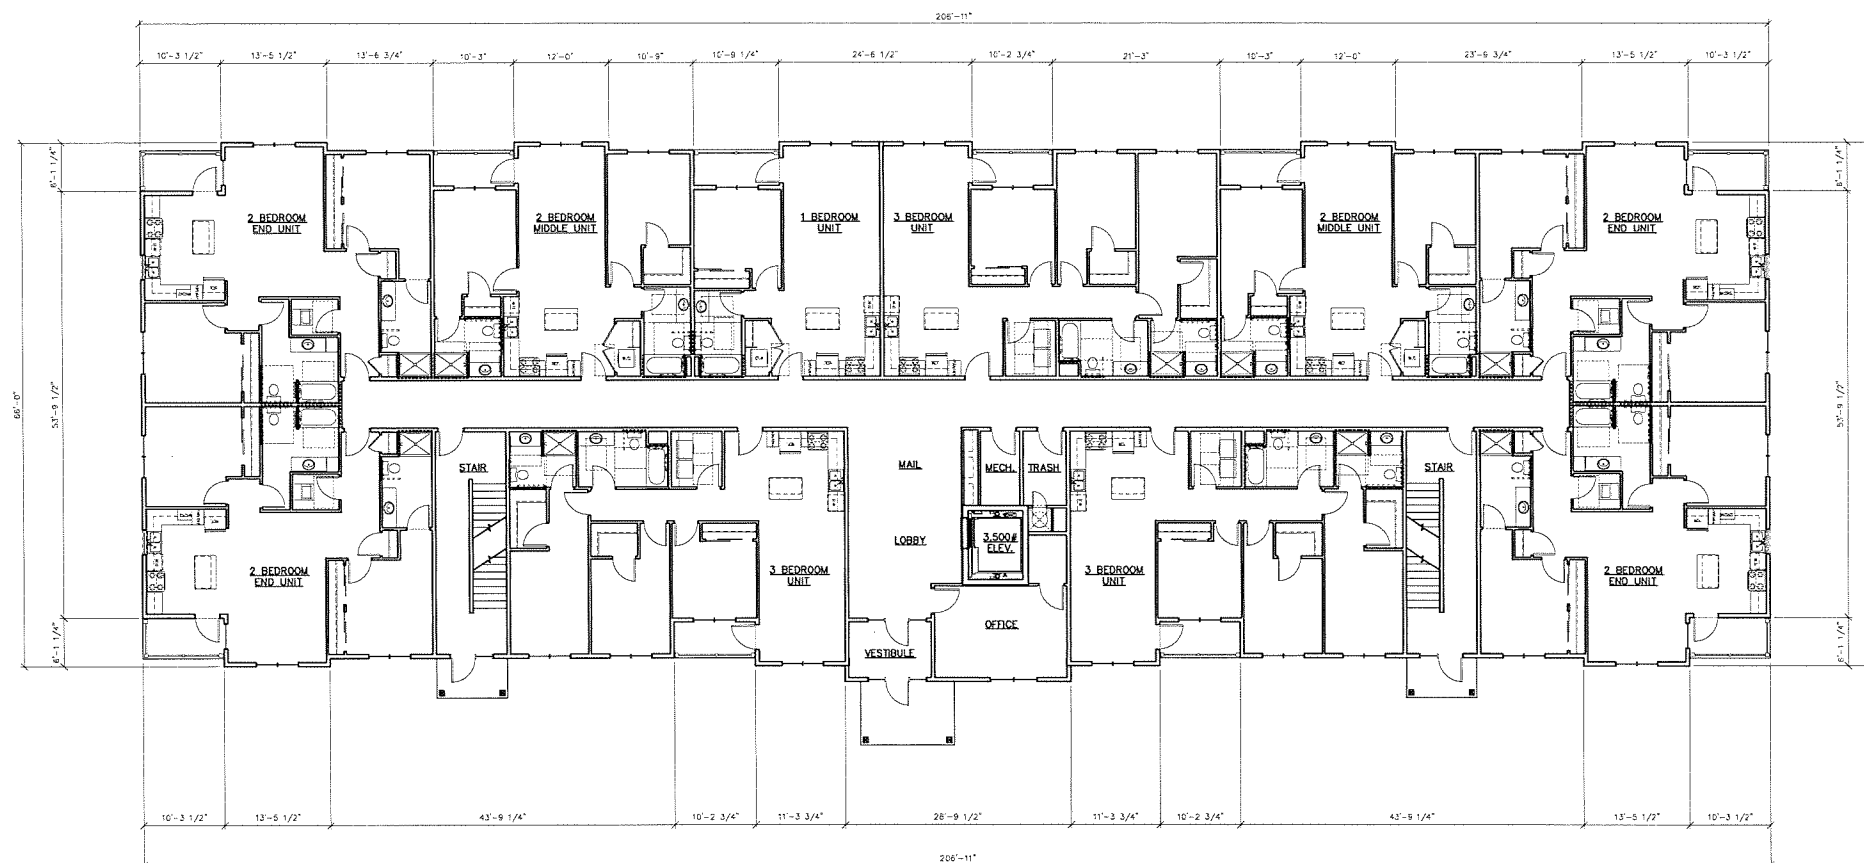 206'-11"
10'-3 1/2"
13'-5 1/2"
13'-6 3/4"
10'-3"
12'-0"
10'-9"
10'-9 1/4"
24'-6 1/2"
10'-2 3/4"
21'-3"
10'-3"
12'-0"
23'-9 3/4"
13'-5 1/2"
10'-3 1/2"
6'-1 1/4"
6'-1 1/4"
2 BEDROOM
END UNIT
2 BEDROOM
MIDDLE UNIT
1 BEDROOM
UNIT
3 BEDROOM
UNIT
2 BEDROOM
MIDDLE UNIT
2 BEDROOM
END UNIT
66'-0"
53'-9 1/2"
53'-9 1/2"
STAIR
MAIL
MECH.
TRASH
STAIR
LOBBY
3,500#
ELEV.
2 BEDROOM
END UNIT
3 BEDROOM
UNIT
3 BEDROOM
UNIT
2 BEDROOM
END UNIT
OFFICE
VESTIBULE
6'-1 1/4"
6'-1 1/4"
10'-3 1/2"
13'-5 1/2"
43'-9 1/4"
10'-2 3/4"
11'-3 3/4"
28'-9 1/2"
11'-3 3/4"
10'-2 3/4"
43'-9 1/4"
13'-5 1/2"
10'-3 1/2"
206'-11"